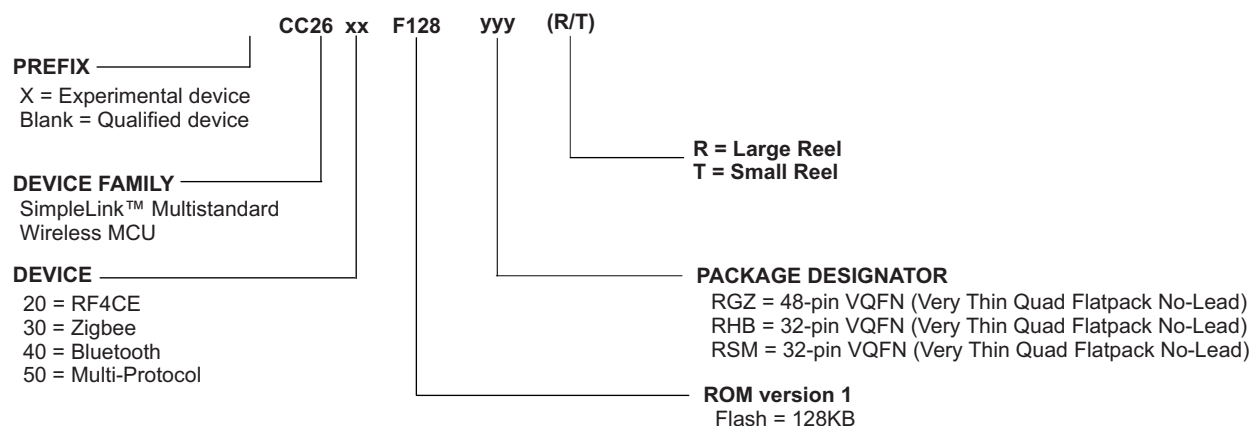 CC26 xx F128 yyy (R/T)
PREFIX
X = Experimental device
Blank = Qualified device
R = Large Reel
T = Small Reel
DEVICE FAMILY
SimpleLink™ Multistandard
Wireless MCU
DEVICE
20 = RF4CE
30 = Zigbee
40 = Bluetooth
50 = Multi-Protocol
PACKAGE DESIGNATOR
RGZ = 48-pin VQFN (Very Thin Quad Flatpack No-Lead)
RHB = 32-pin VQFN (Very Thin Quad Flatpack No-Lead)
RSM = 32-pin VQFN (Very Thin Quad Flatpack No-Lead)
ROM version 1
Flash = 128KB